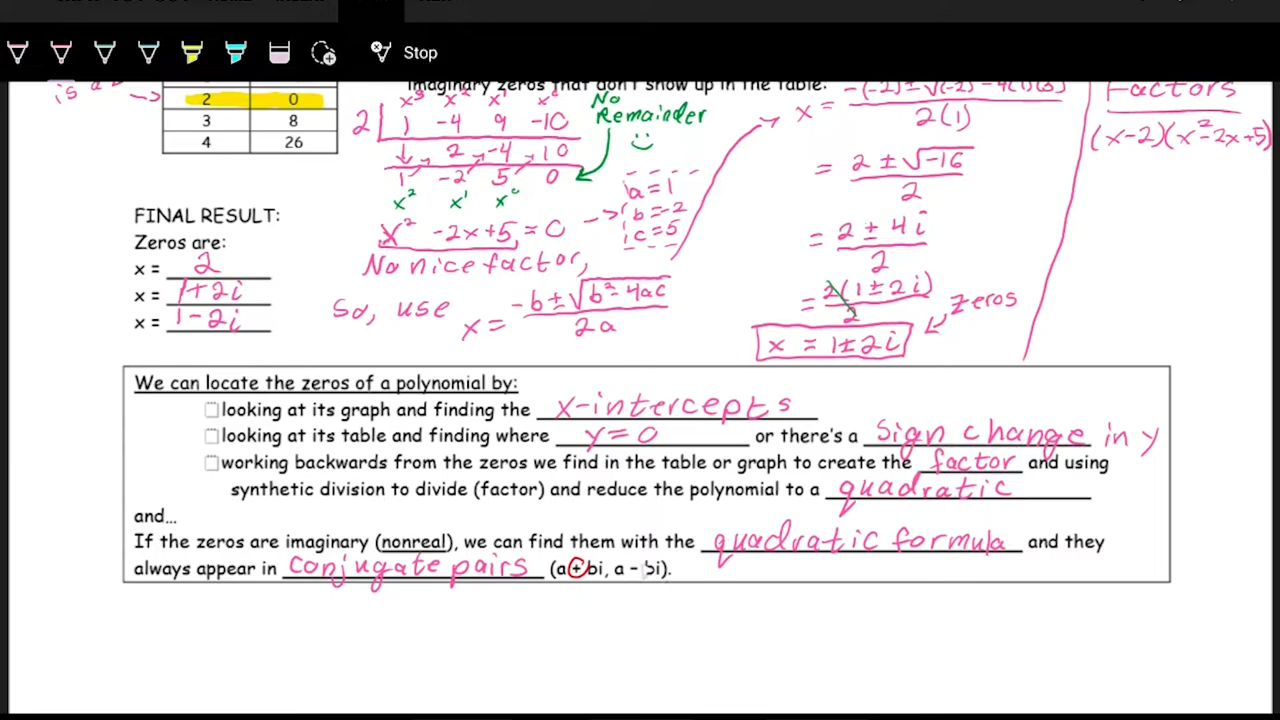 Stop
is a
imaginary zeros that don't show up in the table.
2 0
3 8
4 26
x³ x² x¹ x⁰
2 1 -4 9 -10
↓ 2 -4 10
1 -2 5 0
x² x¹ x⁰
No
Remainder
x² -2x+5 = 0
a = 1
b = -2
c = 5
No nice factor,
So, use x = -b ± √b² - 4ac / 2a
x = -(-2) ± √(-2) - 4(1)(5) / 2(1)
= 2 ± √-16 / 2
= 2 ± 4i / 2
= 2(1 ± 2i) / 2
x = 1 ± 2i
zeros
Factors
(x-2)(x²-2x+5)
FINAL RESULT:
Zeros are:
x = 2
x = 1+2i
x = 1-2i
We can locate the zeros of a polynomial by:
looking at its graph and finding the x-intercepts
looking at its table and finding where y=0 or there's a sign change in y
working backwards from the zeros we find in the table or graph to create the factor and using
synthetic division to divide (factor) and reduce the polynomial to a quadratic
and…
If the zeros are imaginary (nonreal), we can find them with the quadratic formula and they
always appear in conjugate pairs (a + bi, a - bi).